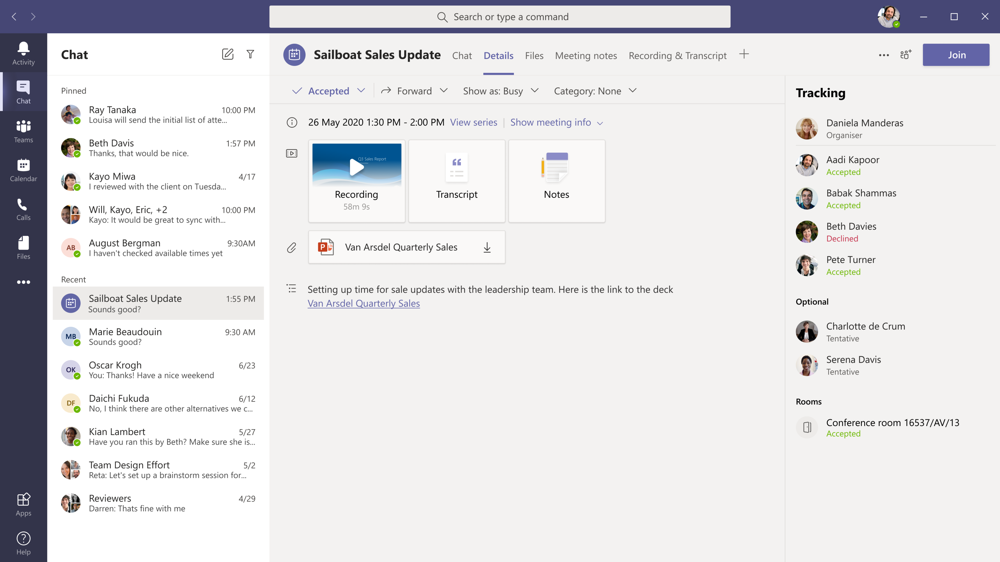 Search or type a command
Activity
Chat
Teams
Calendar
Calls
Files
Apps
Help
Chat
Pinned
Ray Tanaka 10:00 PM
Louisa will send the initial list of atte...
Beth Davis 1:57 PM
Thanks, that would be nice.
Kayo Miwa 4/17
I reviewed with the client on Tuesda...
Will, Kayo, Eric, +2 10:00 PM
Kayo: It would be great to sync with...
AB August Bergman 9:30AM
I haven't checked available times yet
Recent
Sailboat Sales Update 1:55 PM
Sounds good?
MB Marie Beaudouin 9:30 AM
Sounds good?
OK Oscar Krogh 6/23
You: Thanks! Have a nice weekend
DF Daichi Fukuda 6/12
No, I think there are other alternatives we c...
Kian Lambert 5/27
Have you ran this by Beth? Make sure she is...
Team Design Effort 5/2
Reta: Let's set up a brainstorm session for...
Reviewers 4/29
Darren: Thats fine with me
Sailboat Sales Update Chat Details Files Meeting notes Recording & Transcript Join
Accepted Forward Show as: Busy Category: None
26 May 2020 1:30 PM - 2:00 PM View series | Show meeting info
Q3 Sales Report
Recording
58m 9s
Transcript
Notes
Van Arsdel Quarterly Sales
Setting up time for sale updates with the leadership team. Here is the link to the deck
Van Arsdel Quarterly Sales
Tracking
Daniela Manderas
Organiser
Aadi Kapoor
Accepted
Babak Shammas
Accepted
Beth Davies
Declined
Pete Turner
Accepted
Optional
Charlotte de Crum
Tentative
Serena Davis
Tentative
Rooms
Conference room 16537/AV/13
Accepted